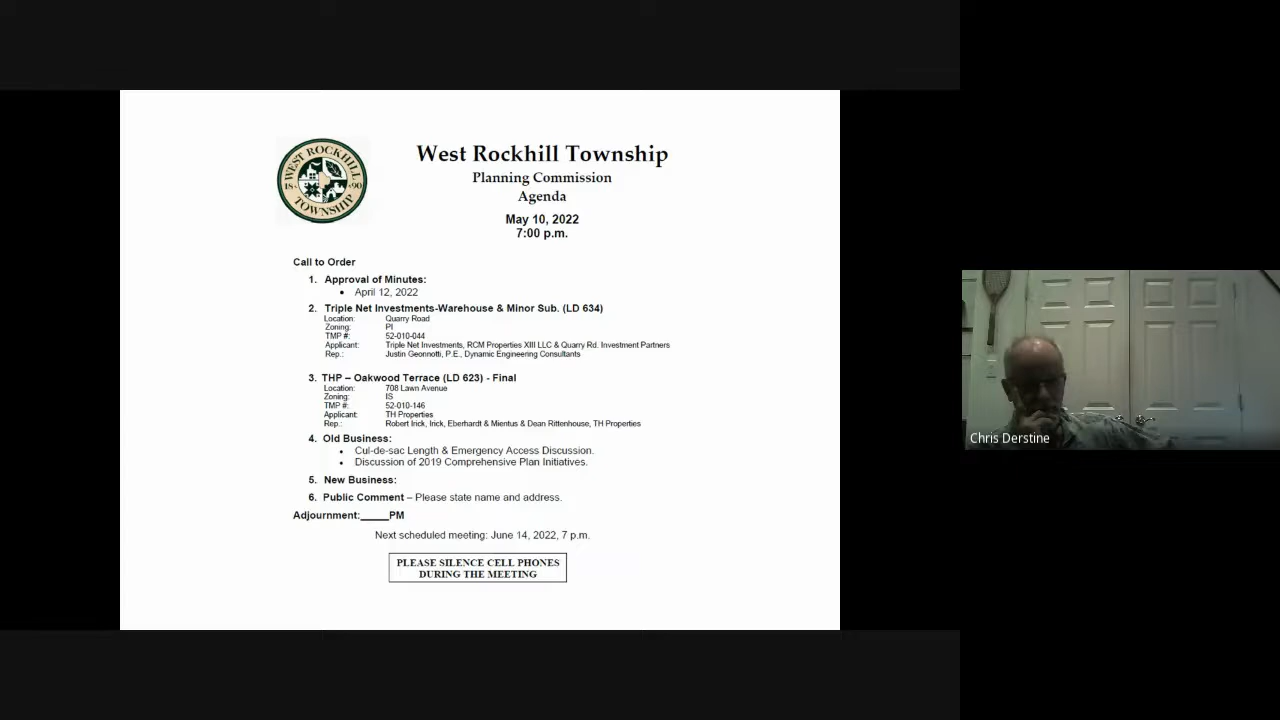 West Rockhill Township
Planning Commission
Agenda
May 10, 2022
7:00 p.m.
WEST ROCKHILL
18 90
TOWNSHIP
Call to Order
1. Approval of Minutes:
• April 12, 2022
2. Triple Net Investments-Warehouse & Minor Sub. (LD 634)
Location: Quarry Road
Zoning: PI
TMP #: 52-010-044
Applicant: Triple Net Investments, RCM Properties XIII LLC & Quarry Rd. Investment Partners
Rep.: Justin Geonnotti, P.E., Dynamic Engineering Consultants
3. THP – Oakwood Terrace (LD 623) - Final
Location: 708 Lawn Avenue
Zoning: IS
TMP #: 52-010-146
Applicant: TH Properties
Rep.: Robert Irick, Irick, Eberhardt & Mientus & Dean Rittenhouse, TH Properties
4. Old Business:
• Cul-de-sac Length & Emergency Access Discussion.
• Discussion of 2019 Comprehensive Plan Initiatives.
5. New Business:
6. Public Comment – Please state name and address.
Adjournment:_____PM
Next scheduled meeting: June 14, 2022, 7 p.m.
PLEASE SILENCE CELL PHONES
DURING THE MEETING
Chris Derstine